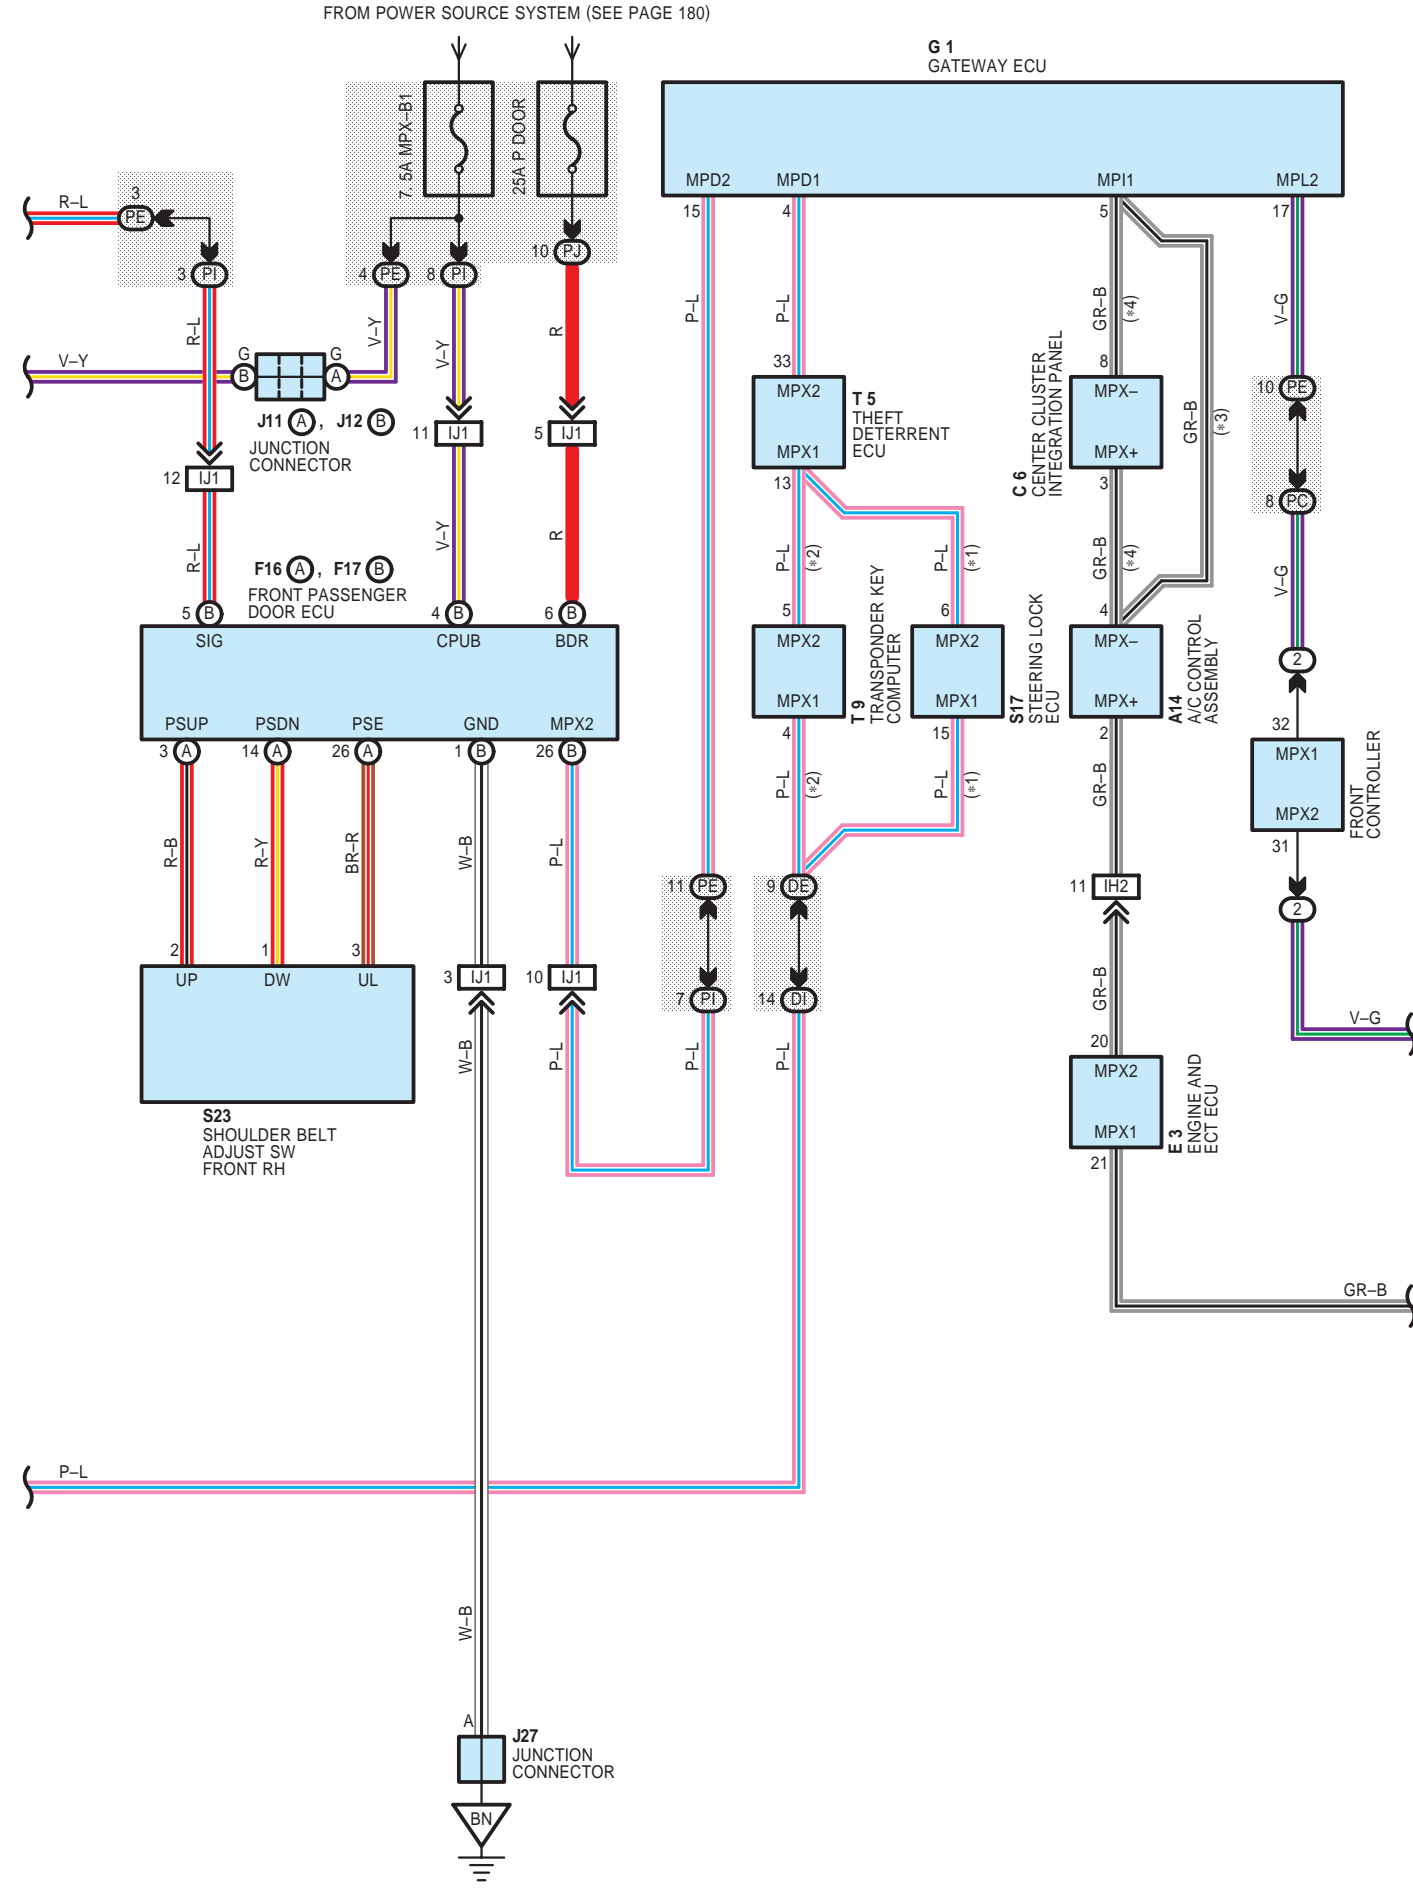 FROM POWER SOURCE SYSTEM (SEE PAGE 180)
G 1
GATEWAY ECU
7. 5A MPX–B1
25A P DOOR
MPD2
MPD1
MPI1
MPL2
15
4
5
17
R–L
3
PE
3
PI
4
PE
8
PI
10
PJ
R–L
V–Y
V–Y
R
P–L
P–L
GR–B
(∗4)
GR–B
(∗3)
V–G
V–Y
G
B
G
A
J11 A , J12 B
JUNCTION
CONNECTOR
12
IJ1
11
IJ1
5
IJ1
33
MPX2
MPX1
T 5
THEFT
DETERRENT
ECU
13
8
MPX–
MPX+
C 6
CENTER CLUSTER
INTEGRATION PANEL
3
10
PE
8
PC
R–L
V–Y
R
P–L
(∗2)
P–L
(∗1)
GR–B
(∗4)
V–G
F16 A , F17 B
FRONT PASSENGER
DOOR ECU
5
B
4
B
6
B
SIG
CPUB
BDR
PSUP
PSDN
PSE
GND
MPX2
3
A
14
A
26
A
1
B
26
B
5
MPX2
MPX1
T 9
TRANSPONDER KEY
COMPUTER
4
6
MPX2
MPX1
S17
STEERING LOCK
ECU
15
4
MPX–
MPX+
A14
A/C CONTROL
ASSEMBLY
2
2
32
MPX1
MPX2
FRONT
CONTROLLER
31
2
R–B
R–Y
BR–R
W–B
P–L
P–L
(∗2)
P–L
(∗1)
GR–B
11
PE
9
DE
11
IH2
2
1
3
UP
DW
UL
3
IJ1
10
IJ1
7
PI
14
DI
S23
SHOULDER BELT
ADJUST SW
FRONT RH
W–B
P–L
P–L
P–L
GR–B
V–G
20
MPX2
MPX1
E 3
ENGINE AND
ECT ECU
21
GR–B
P–L
W–B
A
J27
JUNCTION
CONNECTOR
BN